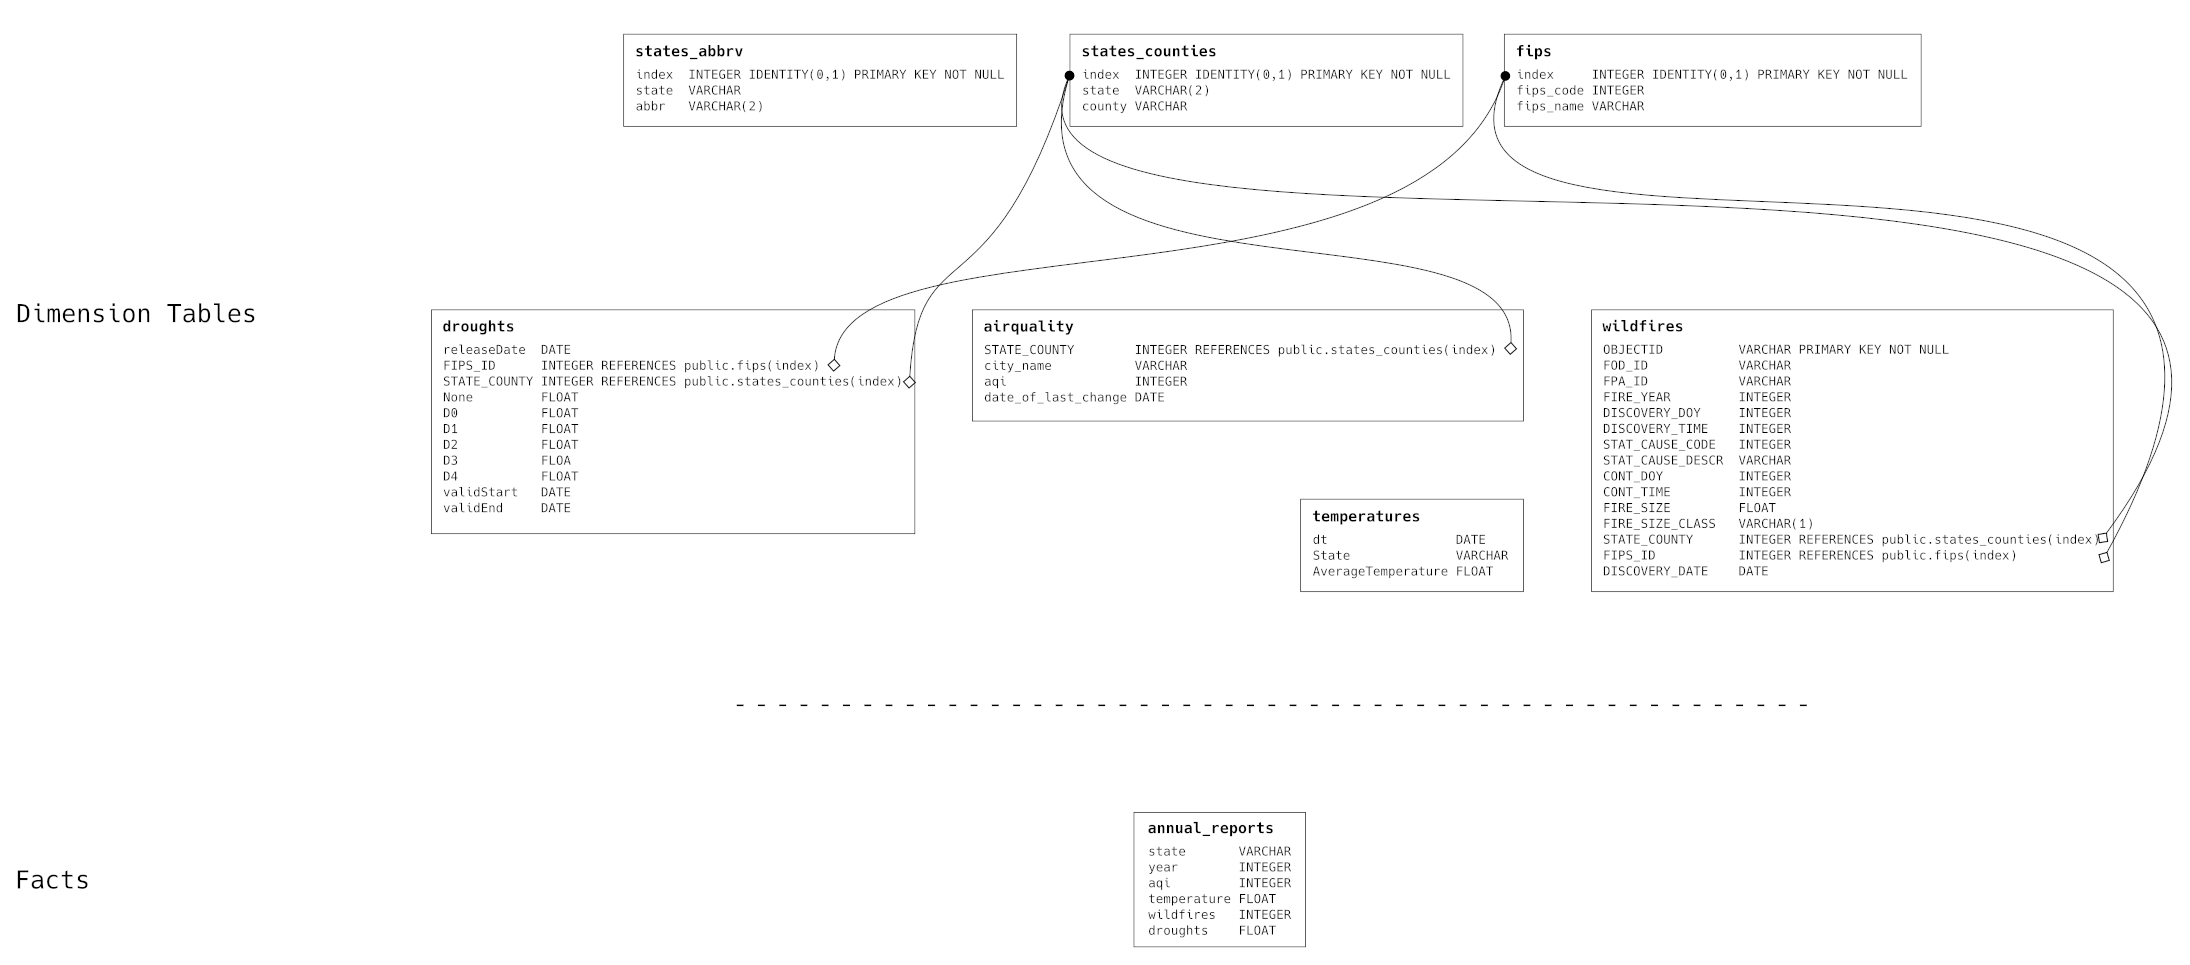 states_abbrv
index INTEGER IDENTITY(0,1) PRIMARY KEY NOT NULL
state VARCHAR
abbr VARCHAR(2)
states_counties
index INTEGER IDENTITY(0,1) PRIMARY KEY NOT NULL
state VARCHAR(2)
county VARCHAR
fips
index INTEGER IDENTITY(0,1) PRIMARY KEY NOT NULL
fips_code INTEGER
fips_name VARCHAR
Dimension Tables
droughts
releaseDate DATE
FIPS_ID INTEGER REFERENCES public.fips(index)
STATE_COUNTY INTEGER REFERENCES public.states_counties(index)
None FLOAT
D0 FLOAT
D1 FLOAT
D2 FLOAT
D3 FLOA
D4 FLOAT
validStart DATE
validEnd DATE
airquality
STATE_COUNTY INTEGER REFERENCES public.states_counties(index)
city_name VARCHAR
aqi INTEGER
date_of_last_change DATE
temperatures
dt DATE
State VARCHAR
AverageTemperature FLOAT
wildfires
OBJECTID VARCHAR PRIMARY KEY NOT NULL
FOD_ID VARCHAR
FPA_ID VARCHAR
FIRE_YEAR INTEGER
DISCOVERY_DOY INTEGER
DISCOVERY_TIME INTEGER
STAT_CAUSE_CODE INTEGER
STAT_CAUSE_DESCR VARCHAR
CONT_DOY INTEGER
CONT_TIME INTEGER
FIRE_SIZE FLOAT
FIRE_SIZE_CLASS VARCHAR(1)
STATE_COUNTY INTEGER REFERENCES public.states_counties(index)
FIPS_ID INTEGER REFERENCES public.fips(index)
DISCOVERY_DATE DATE
Facts
annual_reports
state VARCHAR
year INTEGER
aqi INTEGER
temperature FLOAT
wildfires INTEGER
droughts FLOAT